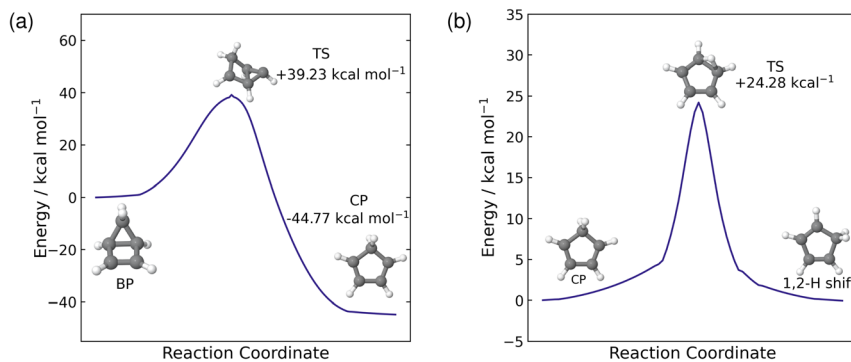 (a)
60
40
20
0
−20
−40
Energy / kcal mol⁻¹
TS
+39.23 kcal mol⁻¹
CP
-44.77 kcal mol⁻¹
BP
Reaction Coordinate
(b)
35
30
25
20
15
10
5
0
−5
Energy / kcal mol⁻¹
TS
+24.28 kcal⁻¹
CP
1,2-H shift
Reaction Coordinate